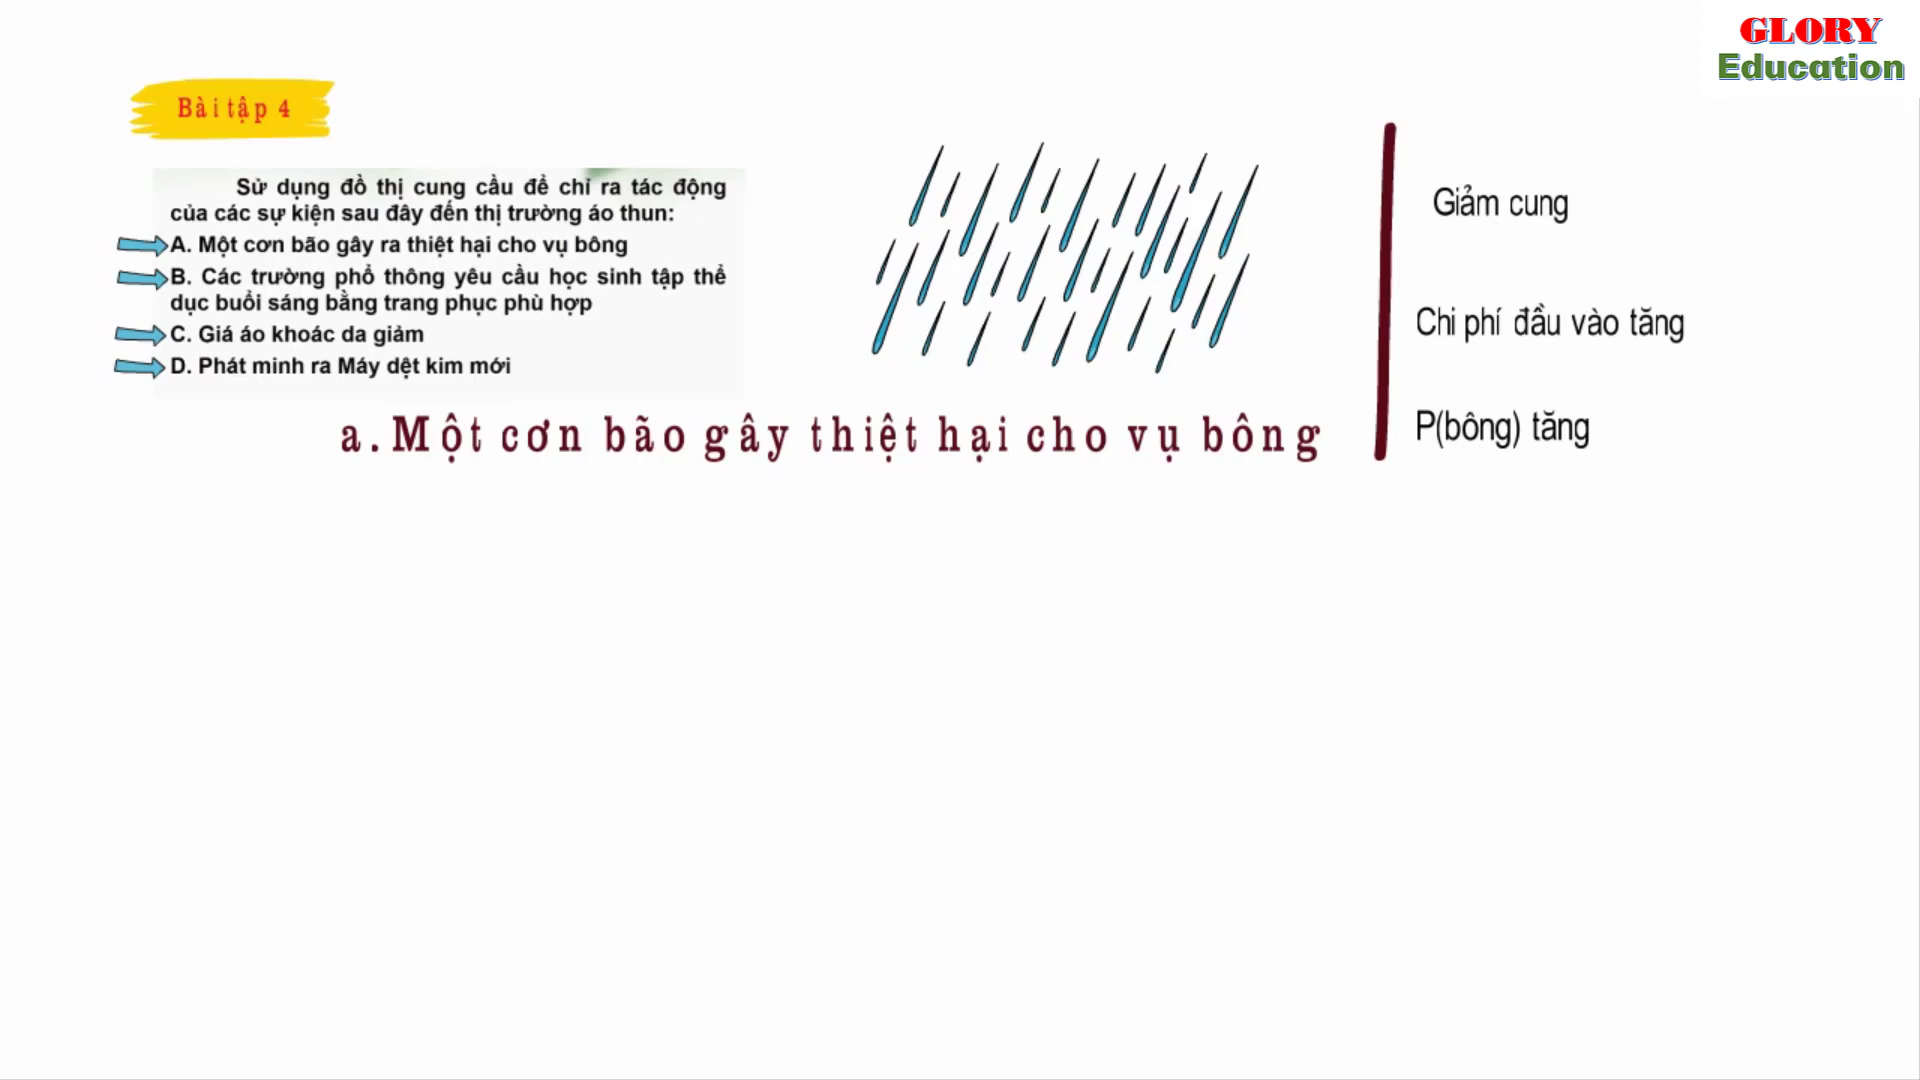 GLORY
Education
Bài tập 4
Sử dụng đồ thị cung cầu để chỉ ra tác động
của các sự kiện sau đây đến thị trường áo thun:
A. Một cơn bão gây ra thiệt hại cho vụ bông
B. Các trường phổ thông yêu cầu học sinh tập thể
dục buổi sáng bằng trang phục phù hợp
C. Giá áo khoác da giảm
D. Phát minh ra Máy dệt kim mới
a. Một cơn bão gây thiệt hại cho vụ bông
Giảm cung
Chi phí đầu vào tăng
P(bông) tăng